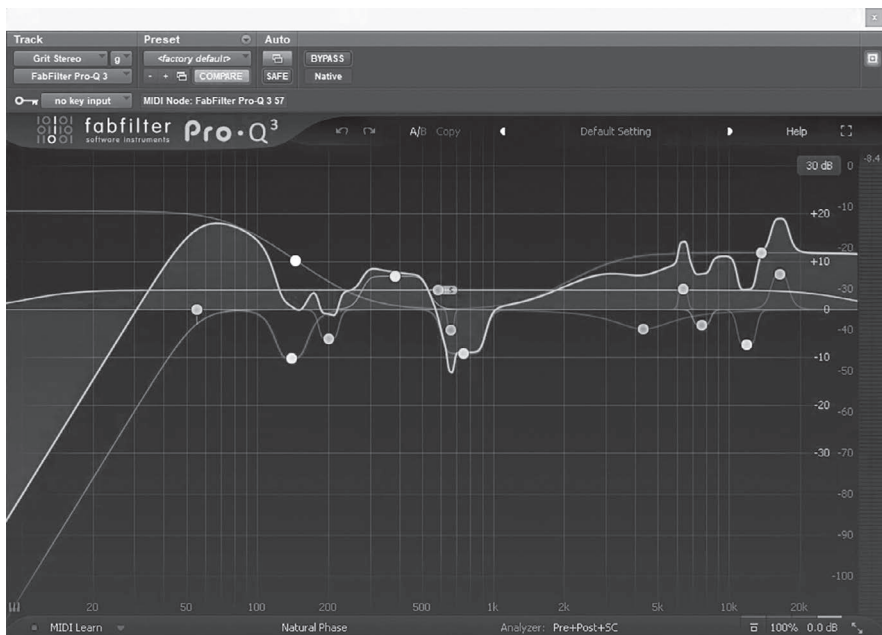 x
Track Preset Auto
Grit Stereo g <factory default> BYPASS
FabFilter Pro-Q 3 - + COMPARE SAFE Native
no key input MIDI Node: FabFilter Pro-Q 3 57
fabfilter Pro·Q3
software instruments
A/B Copy Default Setting Help
30 dB 0 -8.4
+20 -10
-20
+10
-30
0
-40
-10
-50
-20 -60
-30 -70
-80
-90
-100
20 50 100 200 500 1k 2k 5k 10k 20k
MIDI Learn Natural Phase Analyzer: Pre+Post+SC 100% 0.0 dB